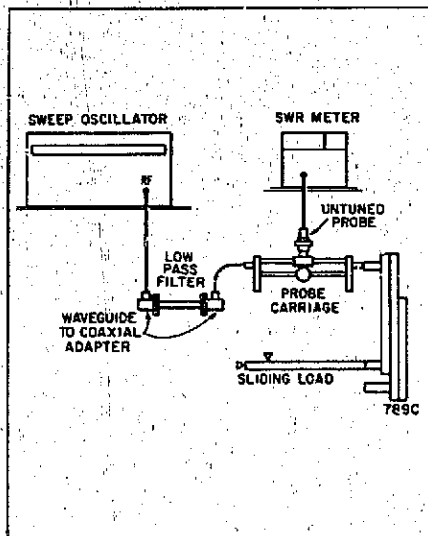 SWEEP OSCILLATOR
SWR METER
RF
UNTUNED
PROBE
LOW
PASS
FILTER
WAVEGUIDE
TO COAXIAL
ADAPTER
PROBE
CARRIAGE
SLIDING LOAD
789C